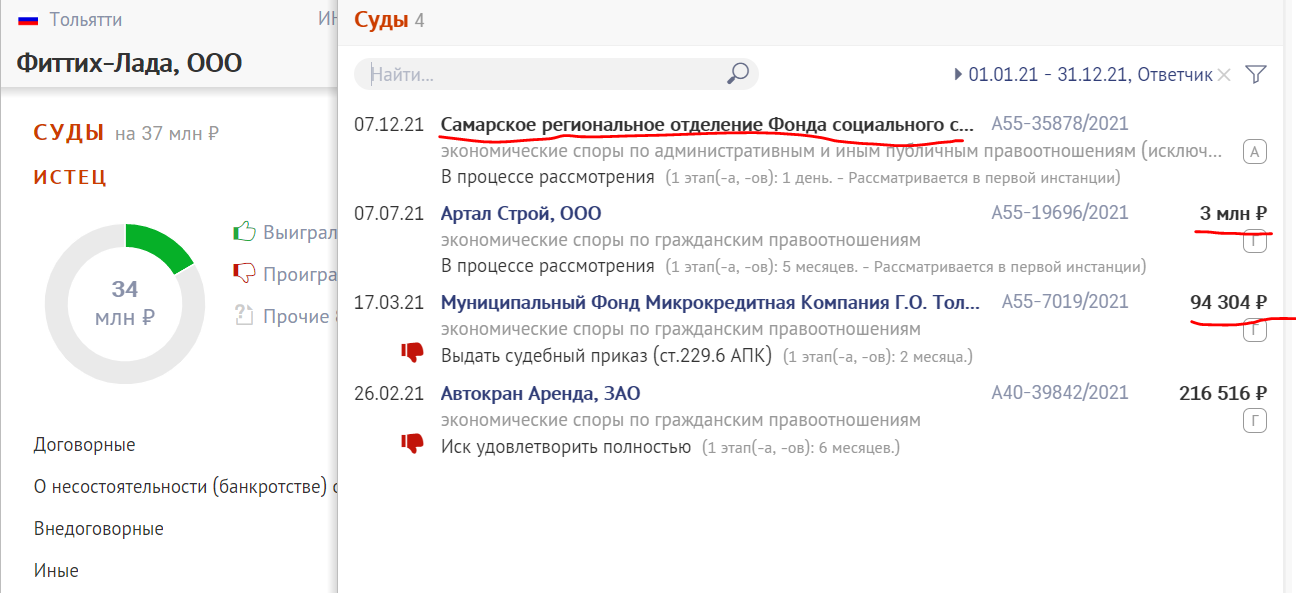 Тольятти
Фиттих-Лада, ООО
СУДЫ на 37 млн ₽
ИСТЕЦ
34
млн ₽
Выиграл
Проигра
Прочие
Договорные
О несостоятельности (банкротстве)
Внедоговорные
Иные
Суды 4
Найти...
01.01.21 - 31.12.21, Ответчик
07.12.21 Самарское региональное отделение Фонда социального с... А55-35878/2021
экономические споры по административным и иным публичным правоотношениям (исключ... А
В процессе рассмотрения (1 этап(-а, -ов): 1 день. - Рассматривается в первой инстанции)
07.07.21 Артал Строй, ООО А55-19696/2021 3 млн ₽
экономические споры по гражданским правоотношениям Г
В процессе рассмотрения (1 этап(-а, -ов): 5 месяцев. - Рассматривается в первой инстанции)
17.03.21 Муниципальный Фонд Микрокредитная Компания Г.О. Тол... А55-7019/2021 94 304 ₽
экономические споры по гражданским правоотношениям Г
Выдать судебный приказ (ст.229.6 АПК) (1 этап(-а, -ов): 2 месяца.)
26.02.21 Автокран Аренда, ЗАО А40-39842/2021 216 516 ₽
экономические споры по гражданским правоотношениям Г
Иск удовлетворить полностью (1 этап(-а, -ов): 6 месяцев.)